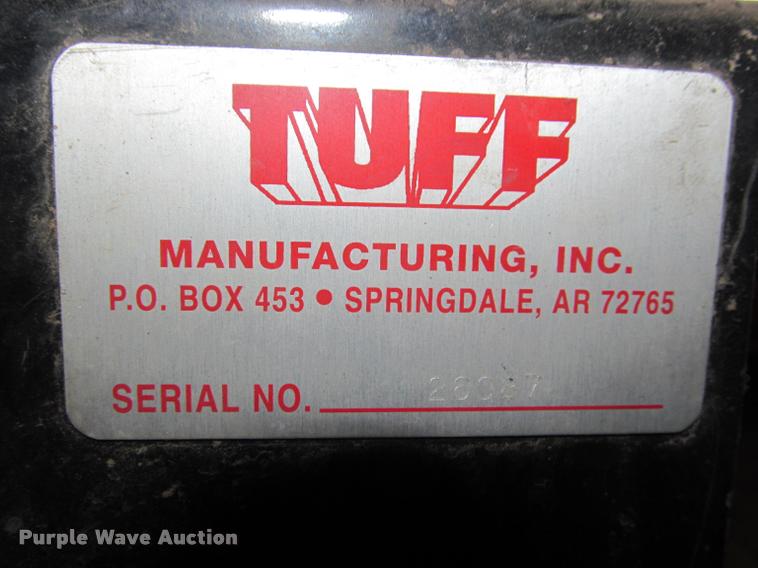 TUFF
MANUFACTURING, INC.
P.O. BOX 453 • SPRINGDALE, AR 72765
SERIAL NO.
Purple Wave Auction